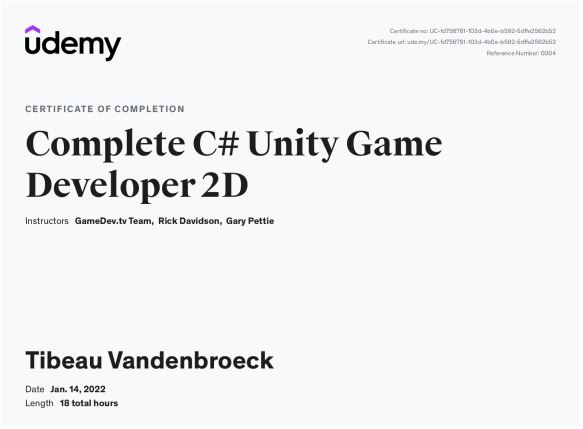 udemy
Certificate no: UC-fd756761-103d-4b0e-b592-5dffe2562b52
Certificate url: ude.my/UC-fd756761-103d-4b0e-b592-5dffe2562b52
Reference Number: 0004
CERTIFICATE OF COMPLETION
Complete C# Unity Game
Developer 2D
Instructors GameDev.tv Team, Rick Davidson, Gary Pettie
Tibeau Vandenbroeck
Date Jan. 14, 2022
Length 18 total hours